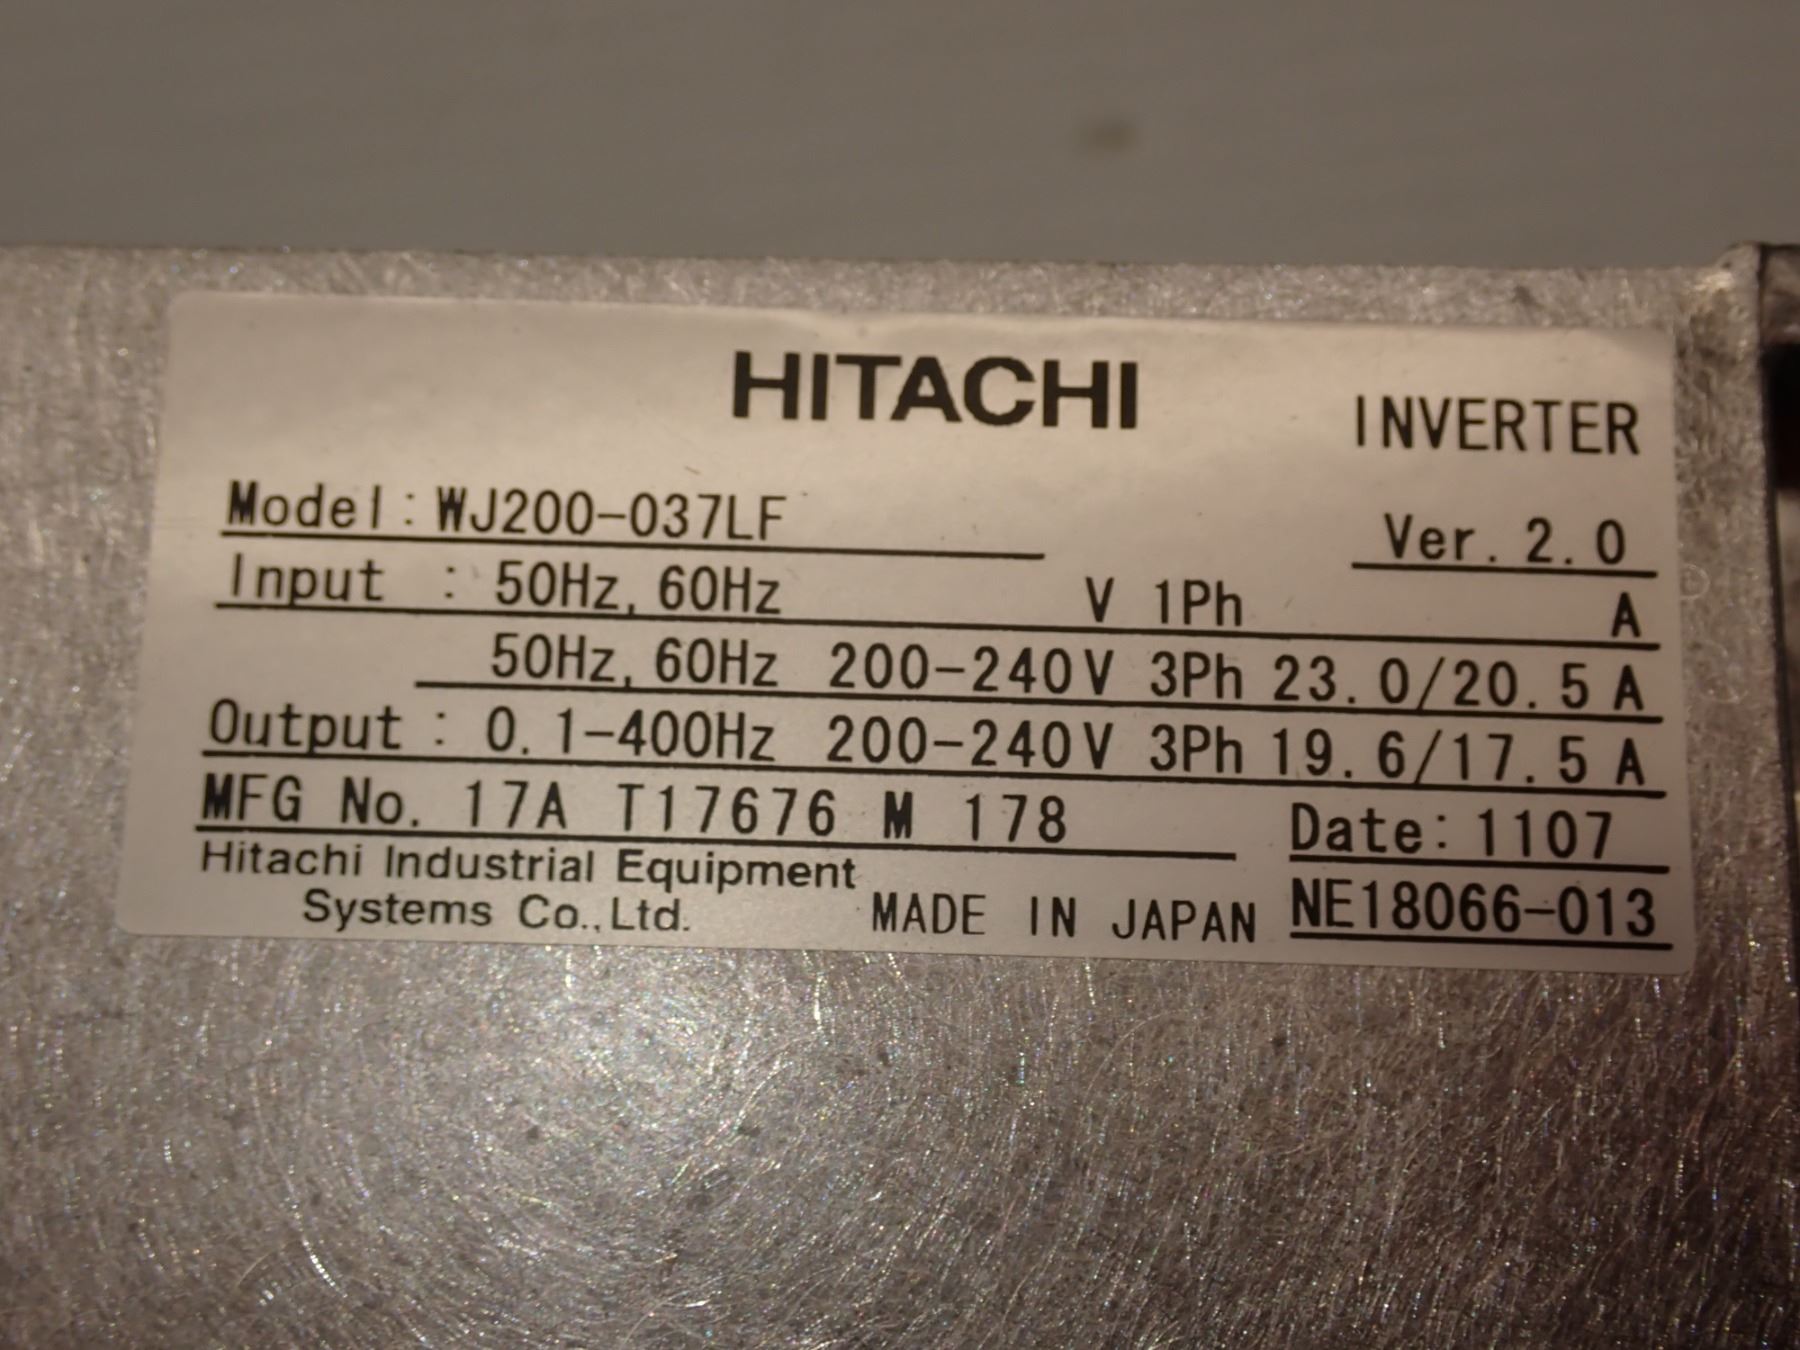 HITACHI
INVERTER
Model: WJ200-037LF
Ver. 2.0
Input : 50Hz, 60Hz V 1Ph A
50Hz, 60Hz 200-240V 3Ph 23.0/20.5 A
Output : 0.1-400Hz 200-240V 3Ph 19.6/17.5 A
MFG No. 17A T17676 M 178
Date: 1107
Hitachi Industrial Equipment
Systems Co., Ltd.
MADE IN JAPAN
NE18066-013